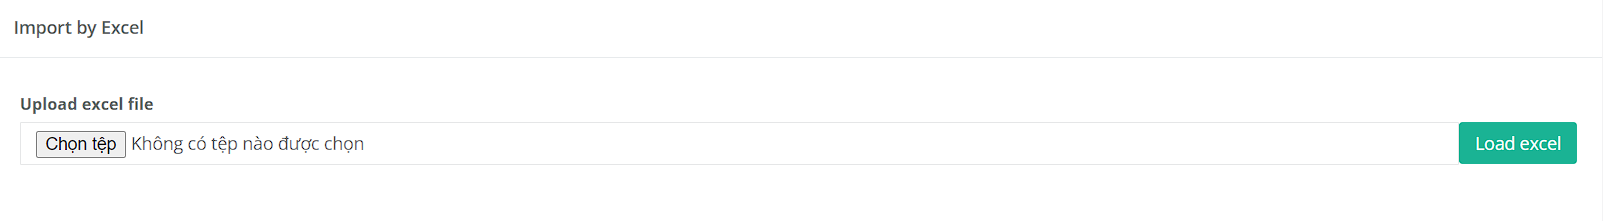 Import by Excel
Upload excel file
Chọn tệp Không có tệp nào được chọn Load excel